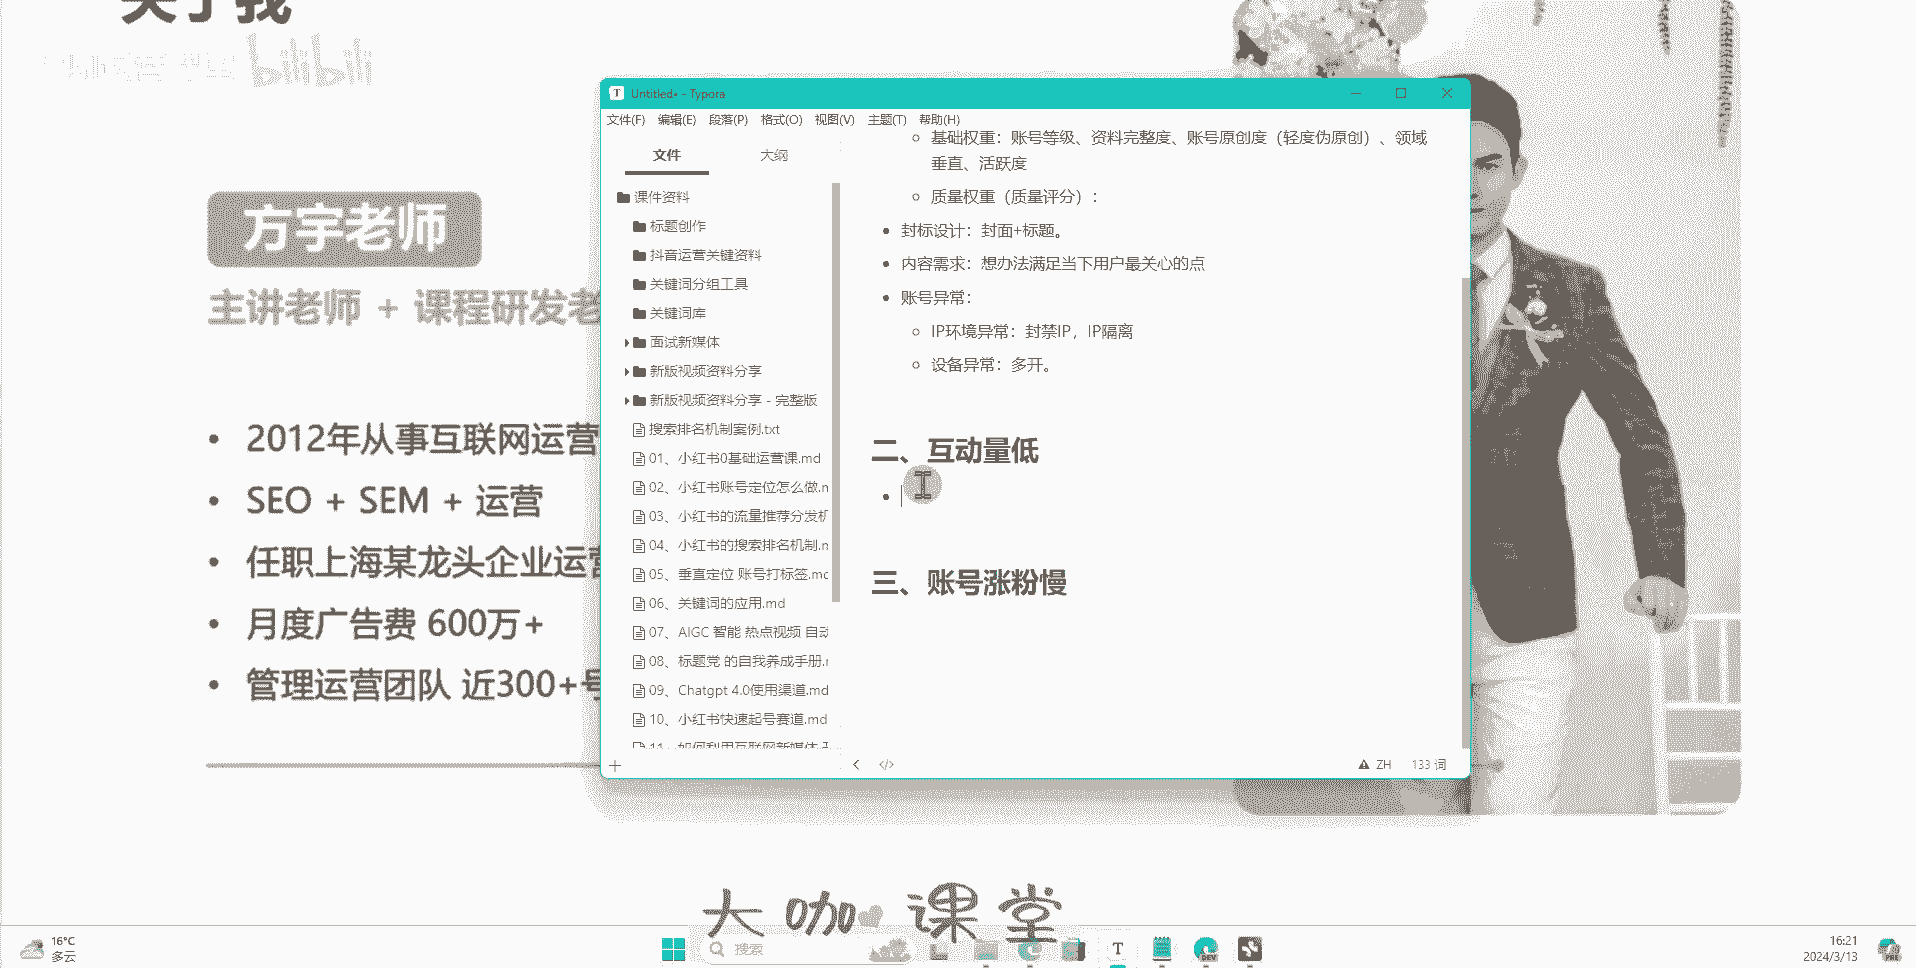 关于我
bilibili
方宇老师
主讲老师 + 课程研发老
2012年从事互联网运营
SEO + SEM + 运营
任职上海某龙头企业运营
月度广告费 600万+
管理运营团队 近300+号
Untitled• - Typora
文件(F) 编辑(E) 段落(P) 格式(O) 视图(V) 主题(T) 帮助(H)
文件 大纲
课件资料
标题创作
抖音运营关键资料
关键词分组工具
关键词库
面试新媒体
新版视频资料分享
新版视频资料分享 - 完整版
搜索排名机制案例.txt
01、小红书0基础运营课.md
02、小红书账号定位怎么做.m
03、小红书的流量推荐分发机
04、小红书的搜索排名机制.m
05、垂直定位 账号打标签.md
06、关键词的应用.md
07、AIGC 智能 热点视频 自动
08、标题党 的自我养成手册.m
09、Chatgpt 4.0使用渠道.md
10、小红书快速起号赛道.md
11、如何利用互联网新媒体
基础权重：账号等级、资料完整度、账号原创度（轻度伪原创）、领域
垂直、活跃度
质量权重（质量评分）：
封标设计：封面+标题。
内容需求：想办法满足当下用户最关心的点
账号异常：
IP环境异常：封禁IP，IP隔离
设备异常：多开。
二、互动量低
三、账号涨粉慢
ZH 133 词
大咖课堂
16°C
多云
搜索
DEV
16:21
2024/3/13
PRE